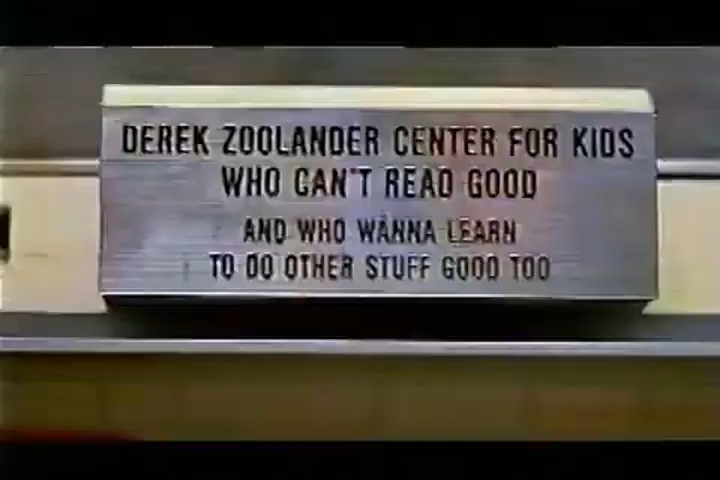 DEREK ZOOLANDER CENTER FOR KIDS
WHO CAN'T READ GOOD
AND WHO WANNA LEARN
TO DO OTHER STUFF GOOD TOO